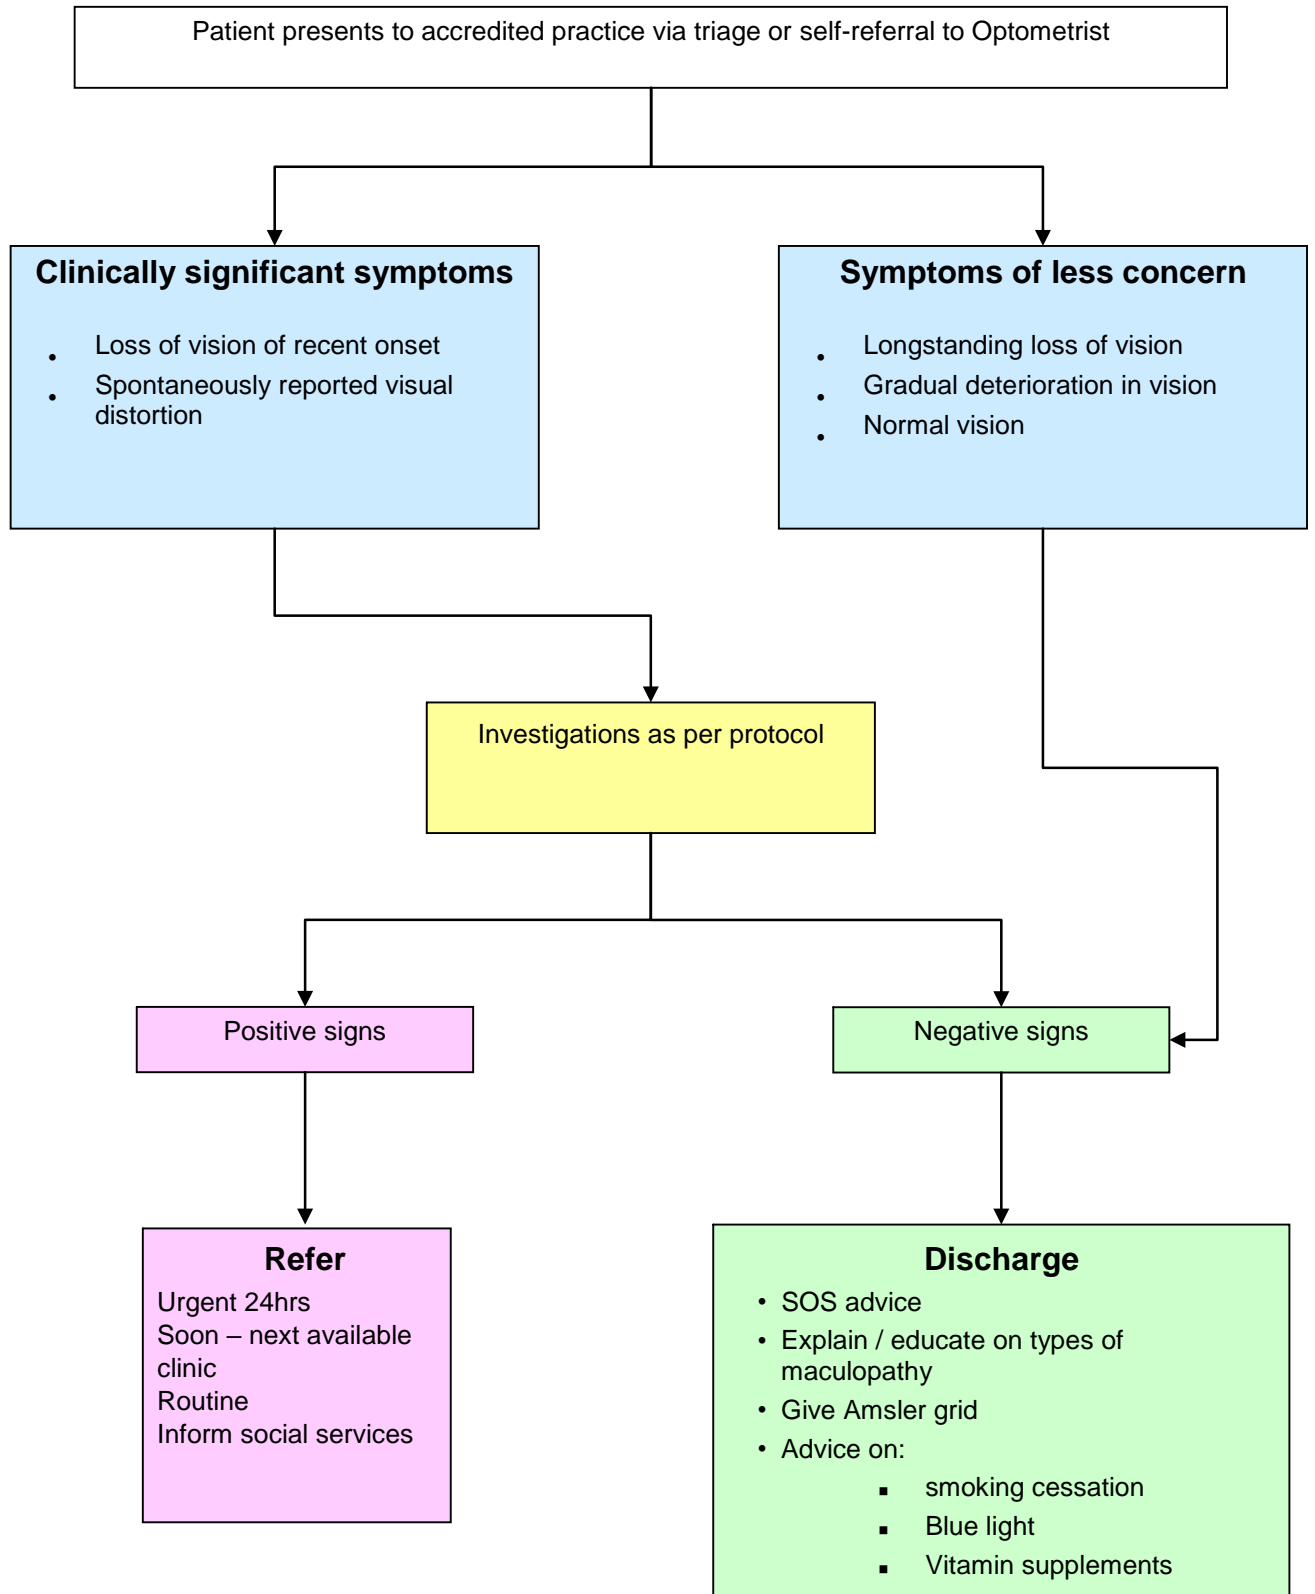 Patient presents to accredited practice via triage or self-referral to Optometrist
Clinically significant symptoms
• Loss of vision of recent onset
• Spontaneously reported visual
distortion
Symptoms of less concern
• Longstanding loss of vision
• Gradual deterioration in vision
• Normal vision
Investigations as per protocol
Positive signs
Negative signs
Refer
Urgent 24hrs
Soon – next available
clinic
Routine
Inform social services
Discharge
• SOS advice
• Explain / educate on types of
maculopathy
• Give Amsler grid
• Advice on:
▪ smoking cessation
▪ Blue light
▪ Vitamin supplements